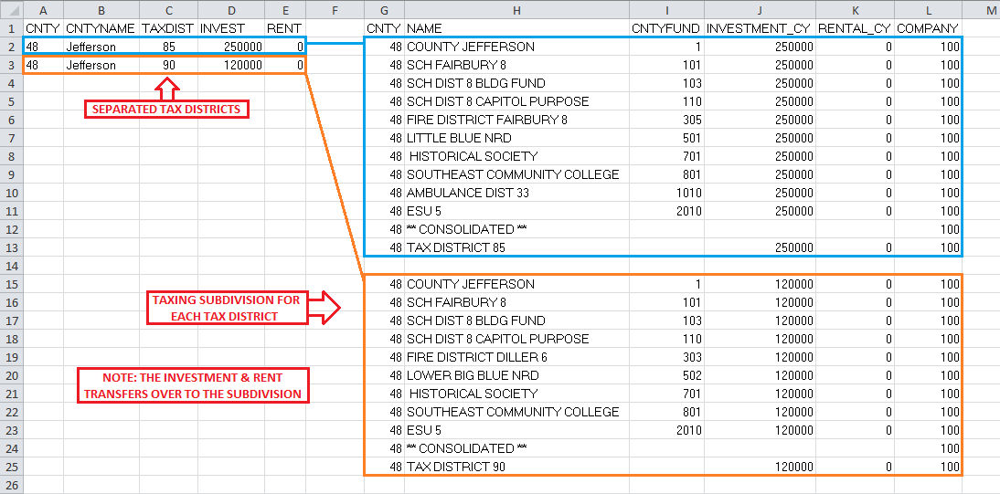 A B C D E F G H I J K L M
1 CNTY CNTYNAME TAXDIST INVEST RENT CNTY NAME CNTYFUND INVESTMENT_CY RENTAL_CY COMPANY
2 48 Jefferson 85 250000 0 48 COUNTY JEFFERSON 1 250000 0 100
3 48 Jefferson 90 120000 0 48 SCH FAIRBURY 8 101 250000 0 100
4 48 SCH DIST 8 BLDG FUND 103 250000 0 100
5 SEPARATED TAX DISTRICTS 48 SCH DIST 8 CAPITOL PURPOSE 110 250000 0 100
6 48 FIRE DISTRICT FAIRBURY 8 305 250000 0 100
7 48 LITTLE BLUE NRD 501 250000 0 100
8 48 HISTORICAL SOCIETY 701 250000 0 100
9 48 SOUTHEAST COMMUNITY COLLEGE 801 250000 0 100
10 48 AMBULANCE DIST 33 1010 250000 0 100
11 48 ESU 5 2010 250000 0 100
12 48 ** CONSOLIDATED ** 100
13 48 TAX DISTRICT 85 250000 0 100
14
15 48 COUNTY JEFFERSON 1 120000 0 100
16 TAXING SUBDIVISION FOR 48 SCH FAIRBURY 8 101 120000 0 100
17 EACH TAX DISTRICT 48 SCH DIST 8 BLDG FUND 103 120000 0 100
18 48 SCH DIST 8 CAPITOL PURPOSE 110 120000 0 100
19 48 FIRE DISTRICT DILLER 6 303 120000 0 100
20 NOTE: THE INVESTMENT & RENT 48 LOWER BIG BLUE NRD 502 120000 0 100
21 TRANSFERS OVER TO THE SUBDIVISION 48 HISTORICAL SOCIETY 701 120000 0 100
22 48 SOUTHEAST COMMUNITY COLLEGE 801 120000 0 100
23 48 ESU 5 2010 120000 0 100
24 48 ** CONSOLIDATED ** 100
25 48 TAX DISTRICT 90 120000 0 100
26